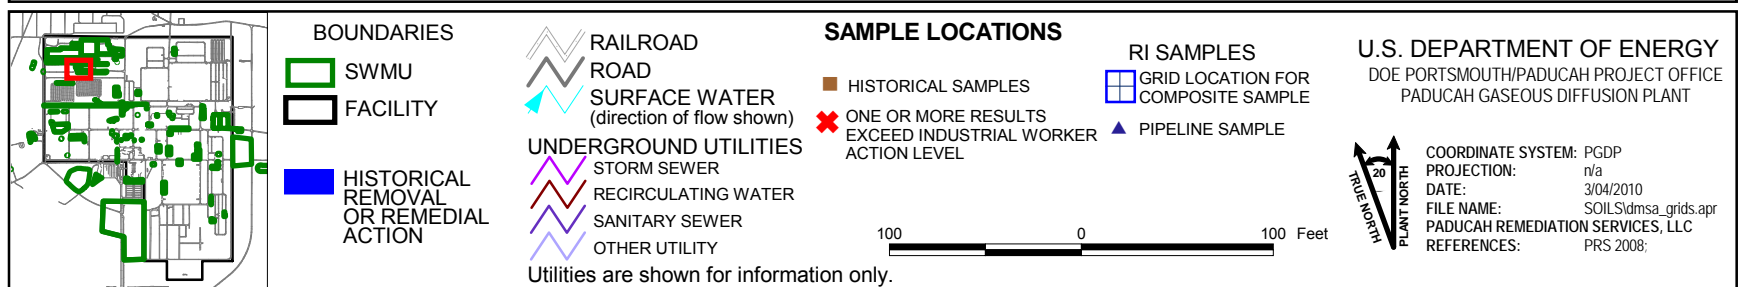 BOUNDARIES
SWMU
FACILITY
HISTORICAL
REMOVAL
OR REMEDIAL
ACTION
RAILROAD
ROAD
SURFACE WATER
(direction of flow shown)
UNDERGROUND UTILITIES
STORM SEWER
RECIRCULATING WATER
SANITARY SEWER
OTHER UTILITY
Utilities are shown for information only.
SAMPLE LOCATIONS
HISTORICAL SAMPLES
ONE OR MORE RESULTS
EXCEED INDUSTRIAL WORKER
ACTION LEVEL
RI SAMPLES
GRID LOCATION FOR
COMPOSITE SAMPLE
PIPELINE SAMPLE
100 0 100 Feet
U.S. DEPARTMENT OF ENERGY
DOE PORTSMOUTH/PADUCAH PROJECT OFFICE
PADUCAH GASEOUS DIFFUSION PLANT
20
TRUE NORTH
PLANT NORTH
COORDINATE SYSTEM: PGDP
PROJECTION: n/a
DATE: 3/04/2010
FILE NAME: SOILS\dmsa_grids.apr
PADUCAH REMEDIATION SERVICES, LLC
REFERENCES: PRS 2008;